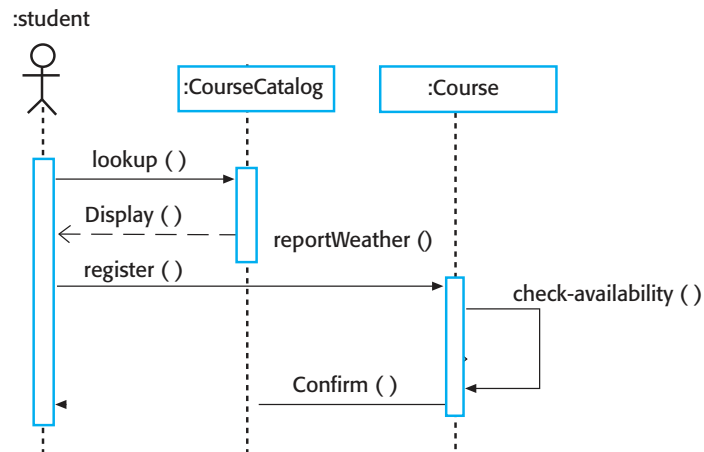 :student
:CourseCatalog
:Course
lookup ( )
Display ( )
reportWeather ()
register ( )
check-availability ( )
Confirm ( )